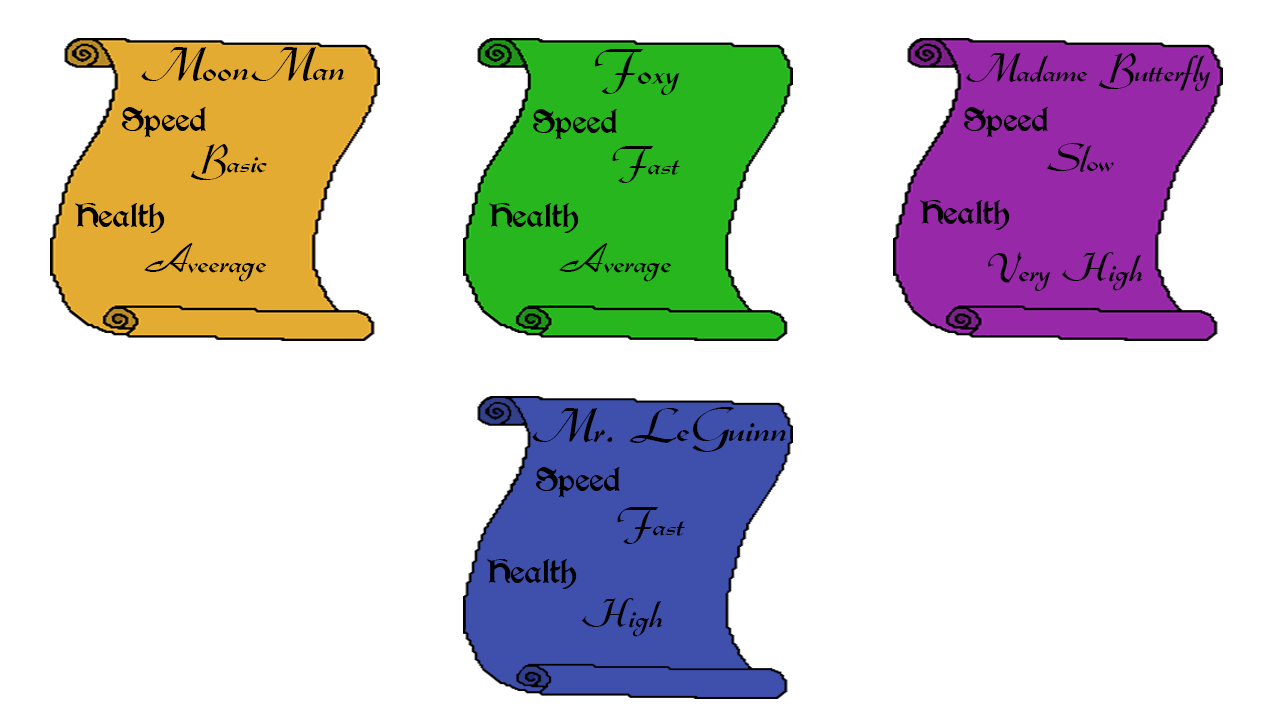 MoonMan
Speed
Basic
Health
Aveerage
Foxy
Speed
Fast
Health
Average
Madame Butterfly
Speed
Slow
Health
Very High
Mr. LeGuinn
Speed
Fast
Health
High